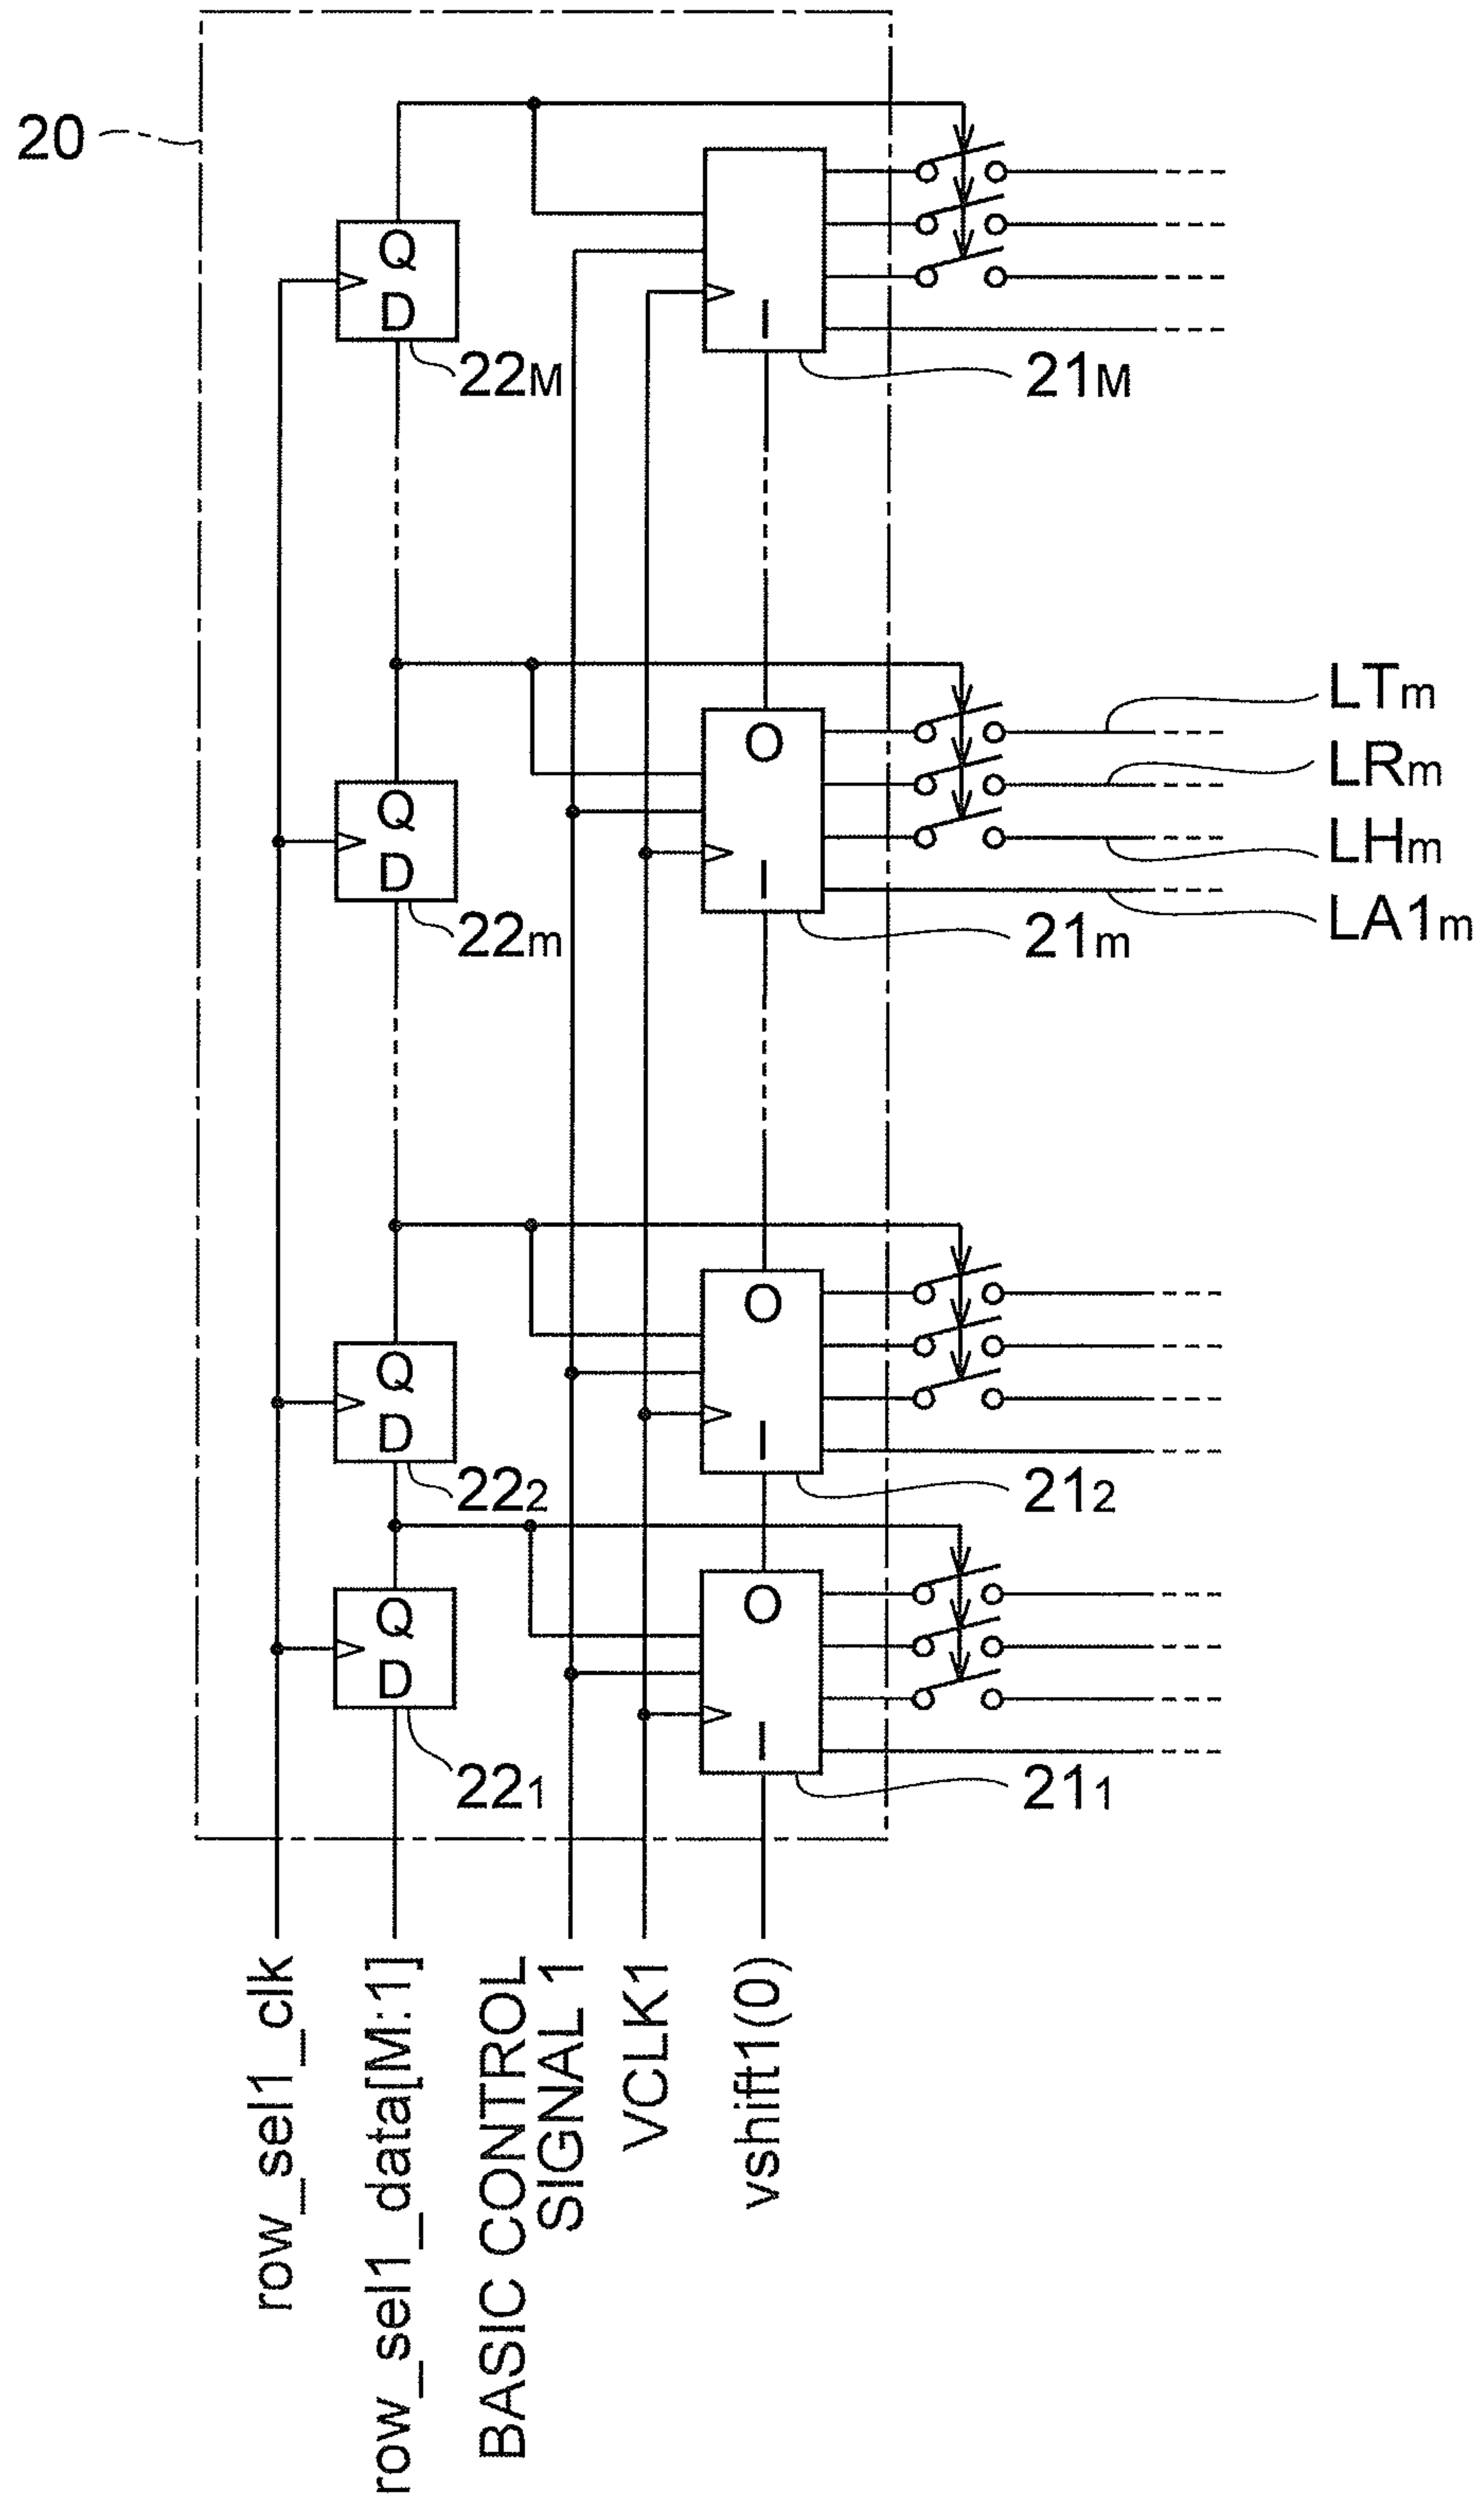 20
Q
D
22M
I
21M
Q
D
22m
O
I
21m
LTm
LRm
LHm
LA1m
Q
D
222
O
I
212
Q
D
221
O
I
211
row_sel1_clk
row_sel1_data[M:1]
BASIC CONTROL
SIGNAL 1
VCLK1
vshift1(0)